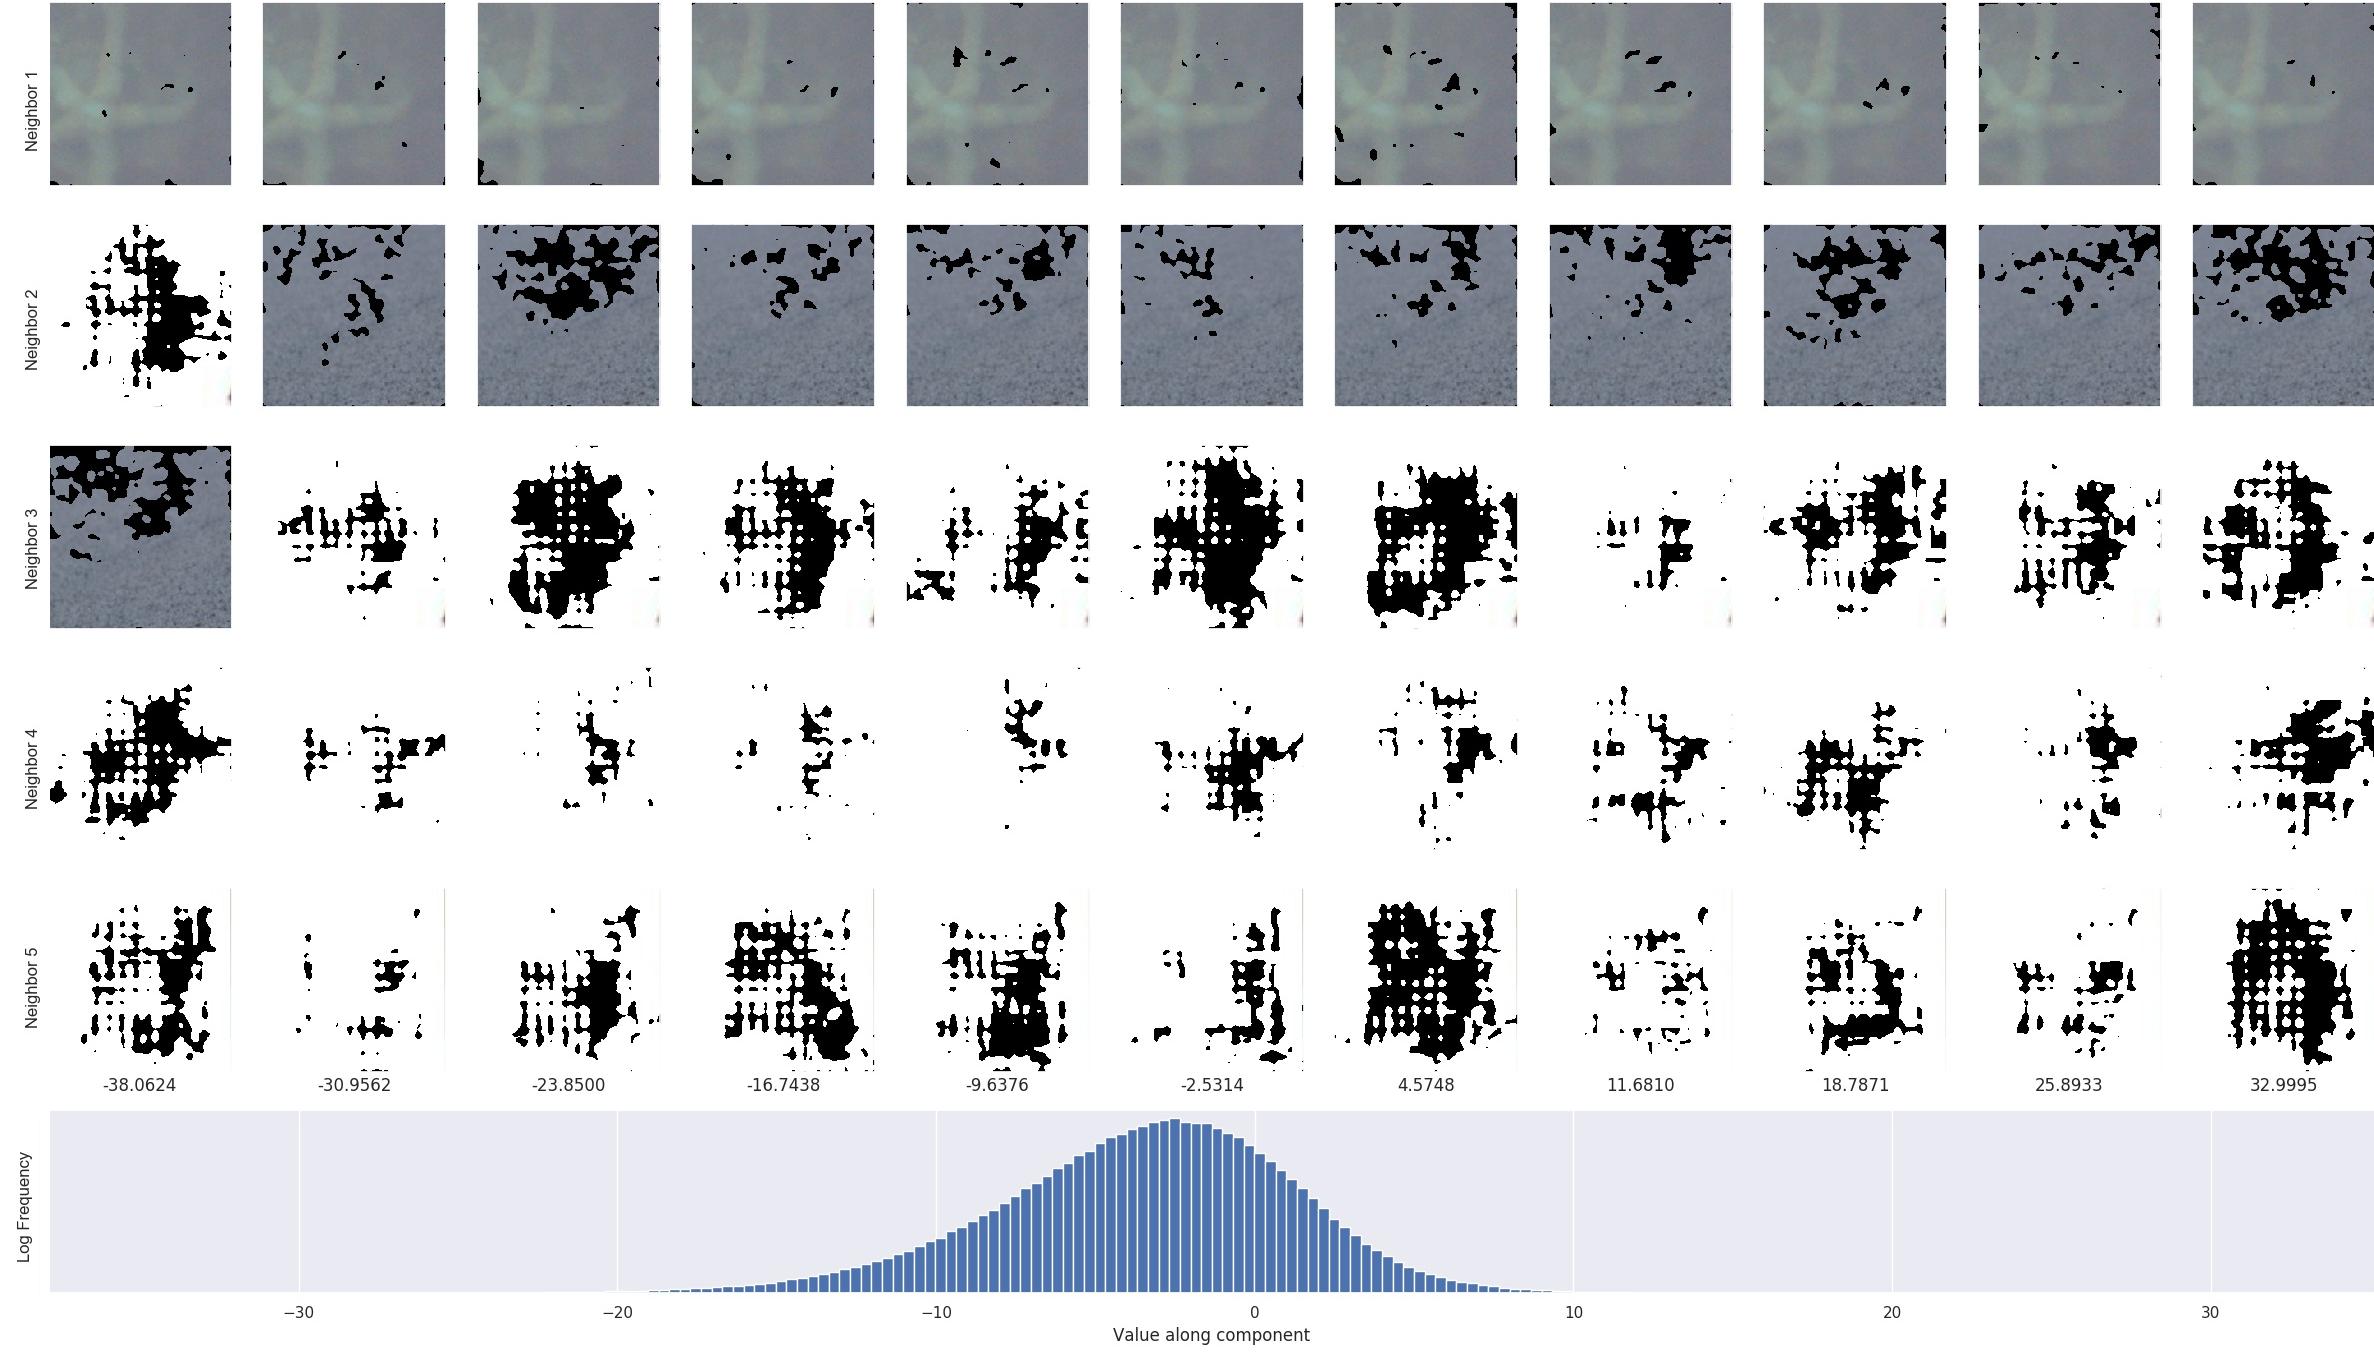 Neighbor 1
Neighbor 2
Neighbor 3
Neighbor 4
Neighbor 5
-38.0624 -30.9562 -23.8500 -16.7438 -9.6376 -2.5314 4.5748 11.6810 18.7871 25.8933 32.9995
Log Frequency
−30 −20 −10 0 10 20 30
Value along component